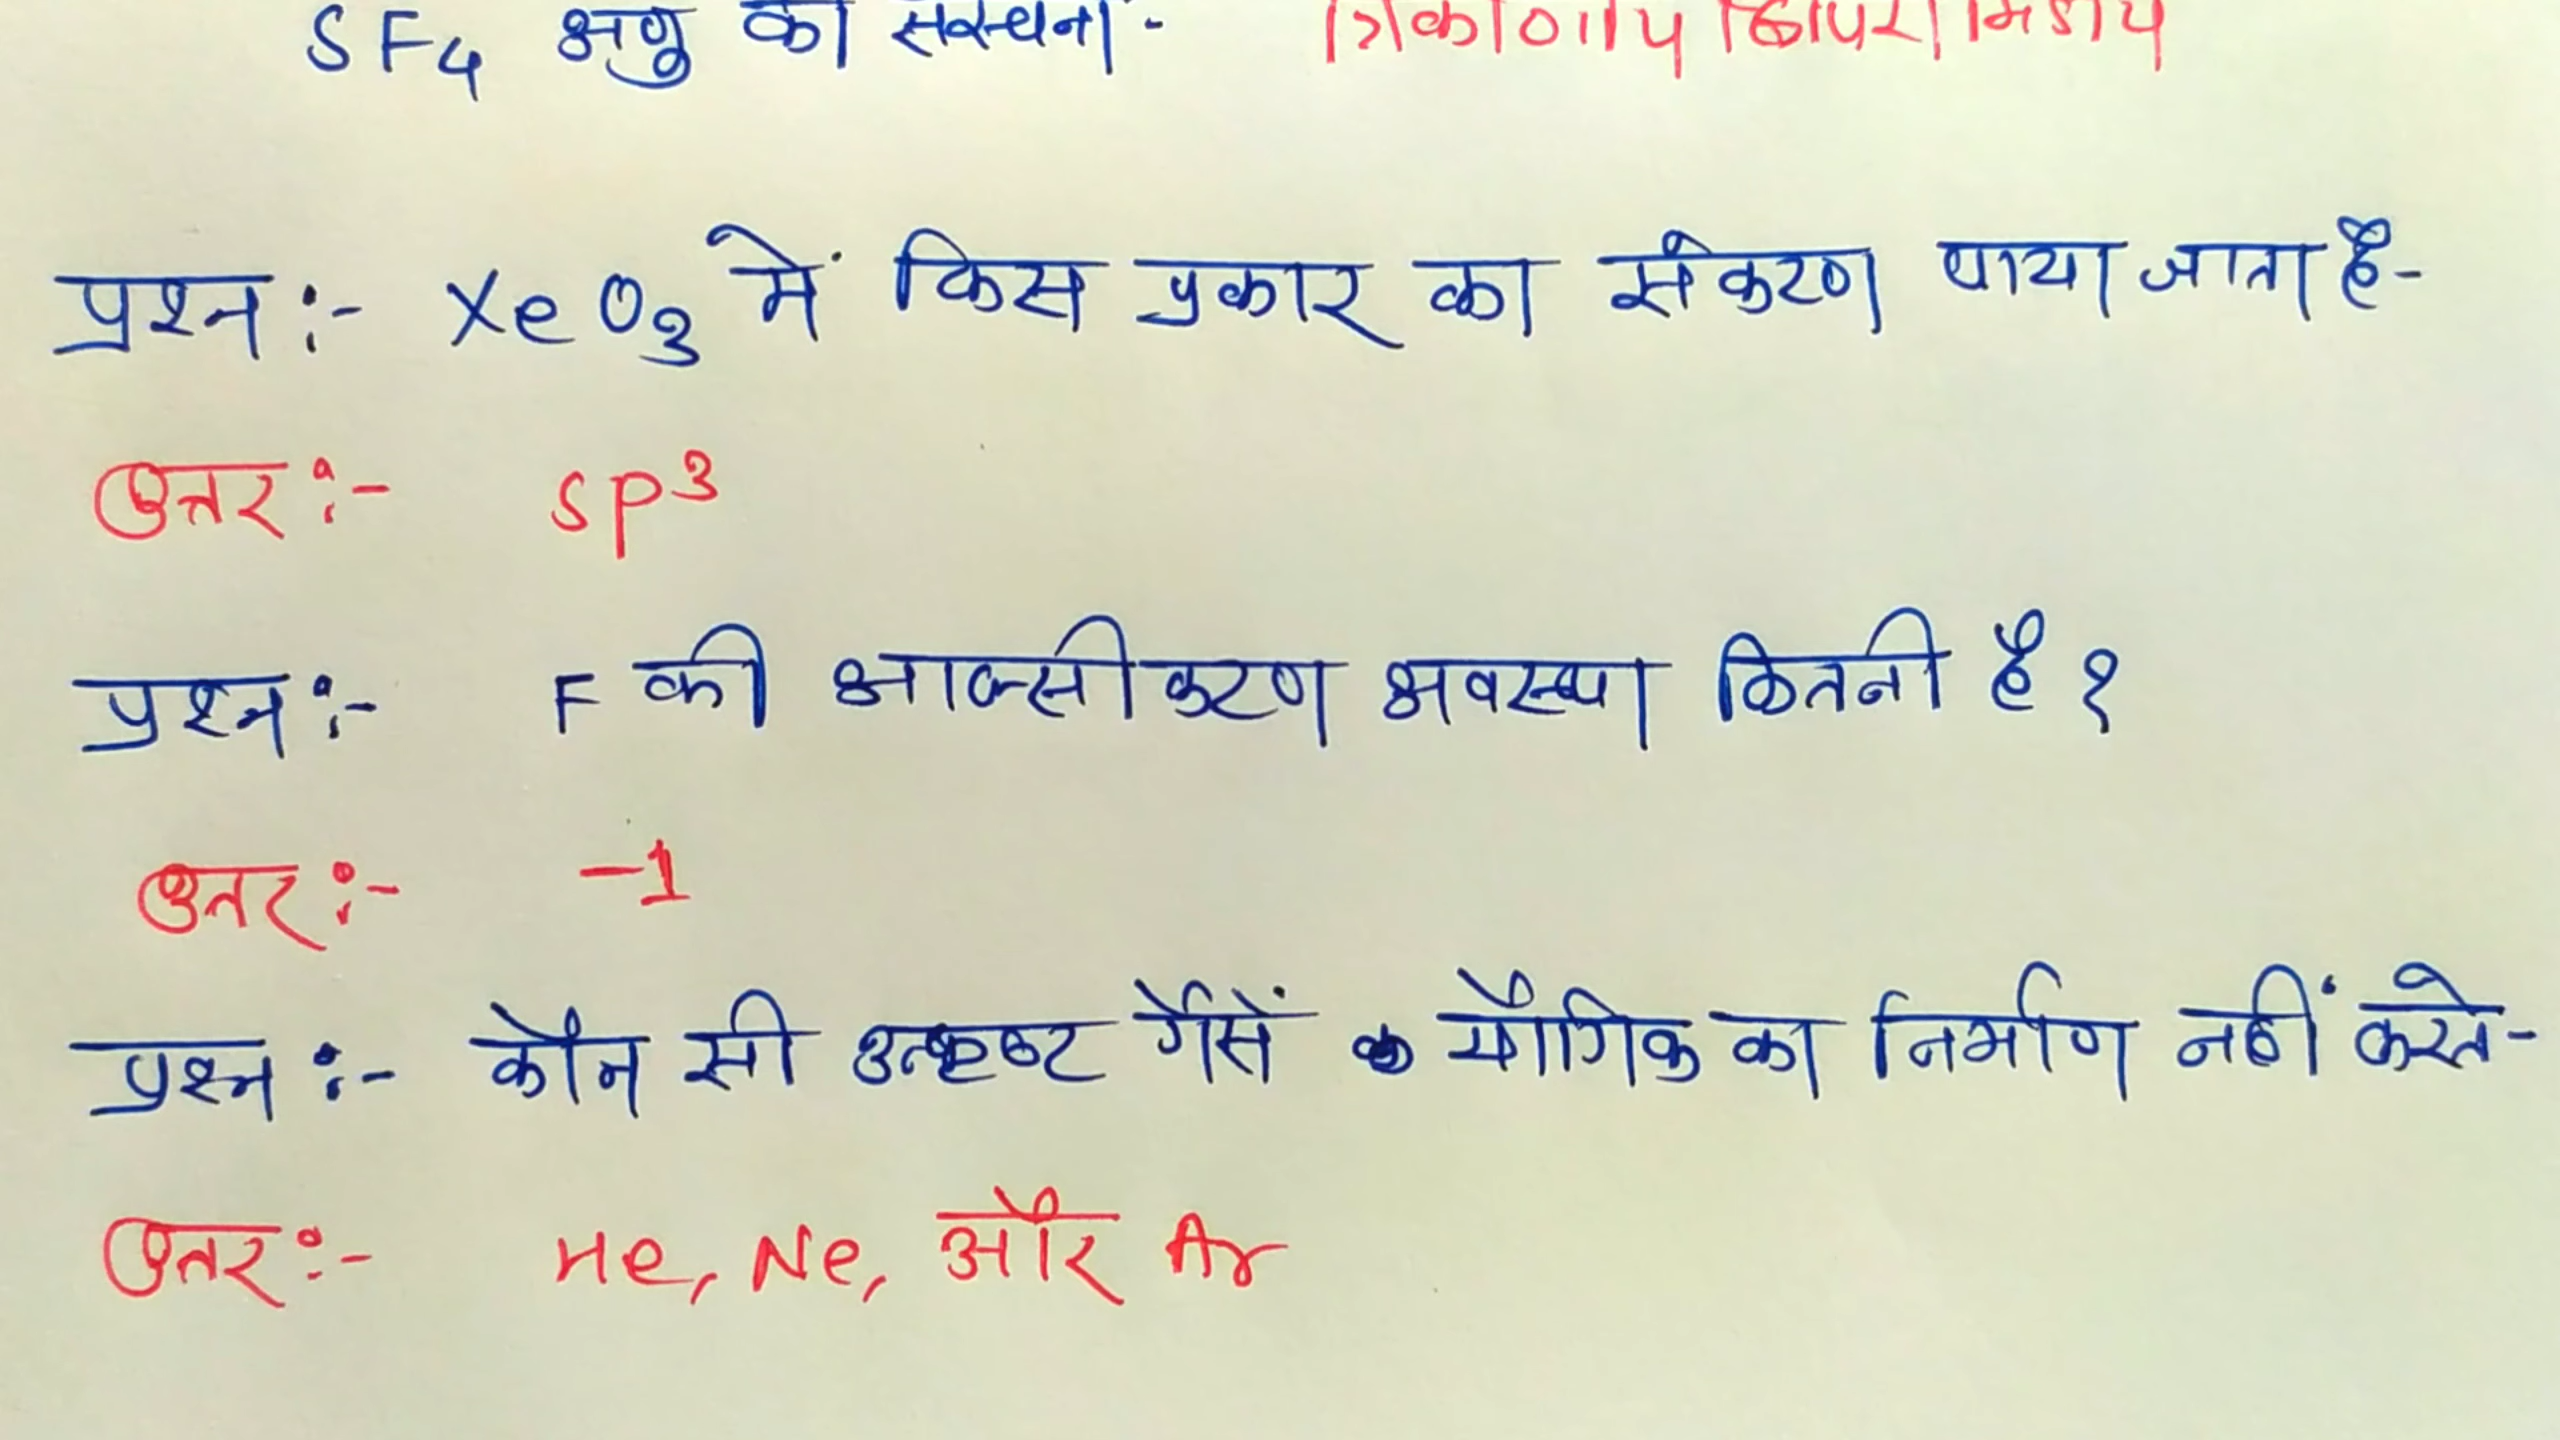 SF₄ अणु की संरचना- त्रिकोणीय द्विपिरामिडीय
प्रश्न:- XeO₃ में किस प्रकार का संकरण पाया जाता है-
उत्तर:- sp³
प्रश्न:- F की आक्सीकरण अवस्था कितनी है?
उत्तर:- -1
प्रश्न:- कौन सी उत्कृष्ट गैसें यौगिक का निर्माण नहीं करते-
उत्तर:- He, Ne, और Ar